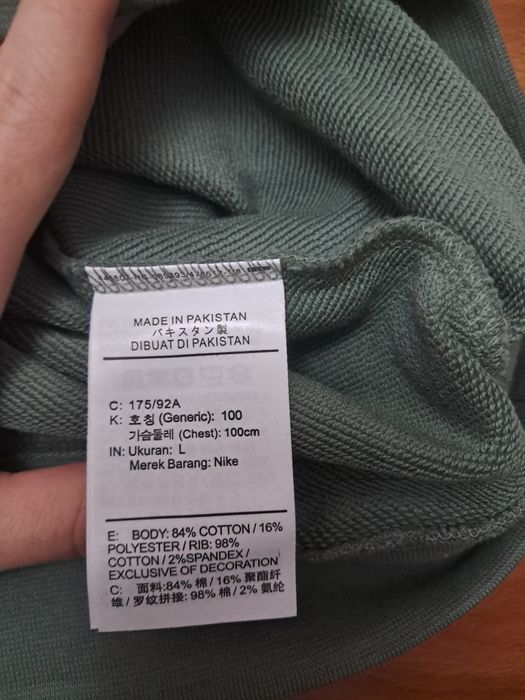 MADE IN PAKISTAN
パキスタン製
DIBUAT DI PAKISTAN
C: 175/92A
K: 호칭 (Generic): 100
가슴둘레 (Chest): 100cm
IN: Ukuran: L
Merek Barang: Nike
E: BODY: 84% COTTON / 16%
POLYESTER / RIB: 98%
COTTON / 2%SPANDEX /
EXCLUSIVE OF DECORATION
C: 面料:84% 棉 / 16% 聚酯纤
维 / 罗纹拼接: 98% 棉 / 2% 氨纶